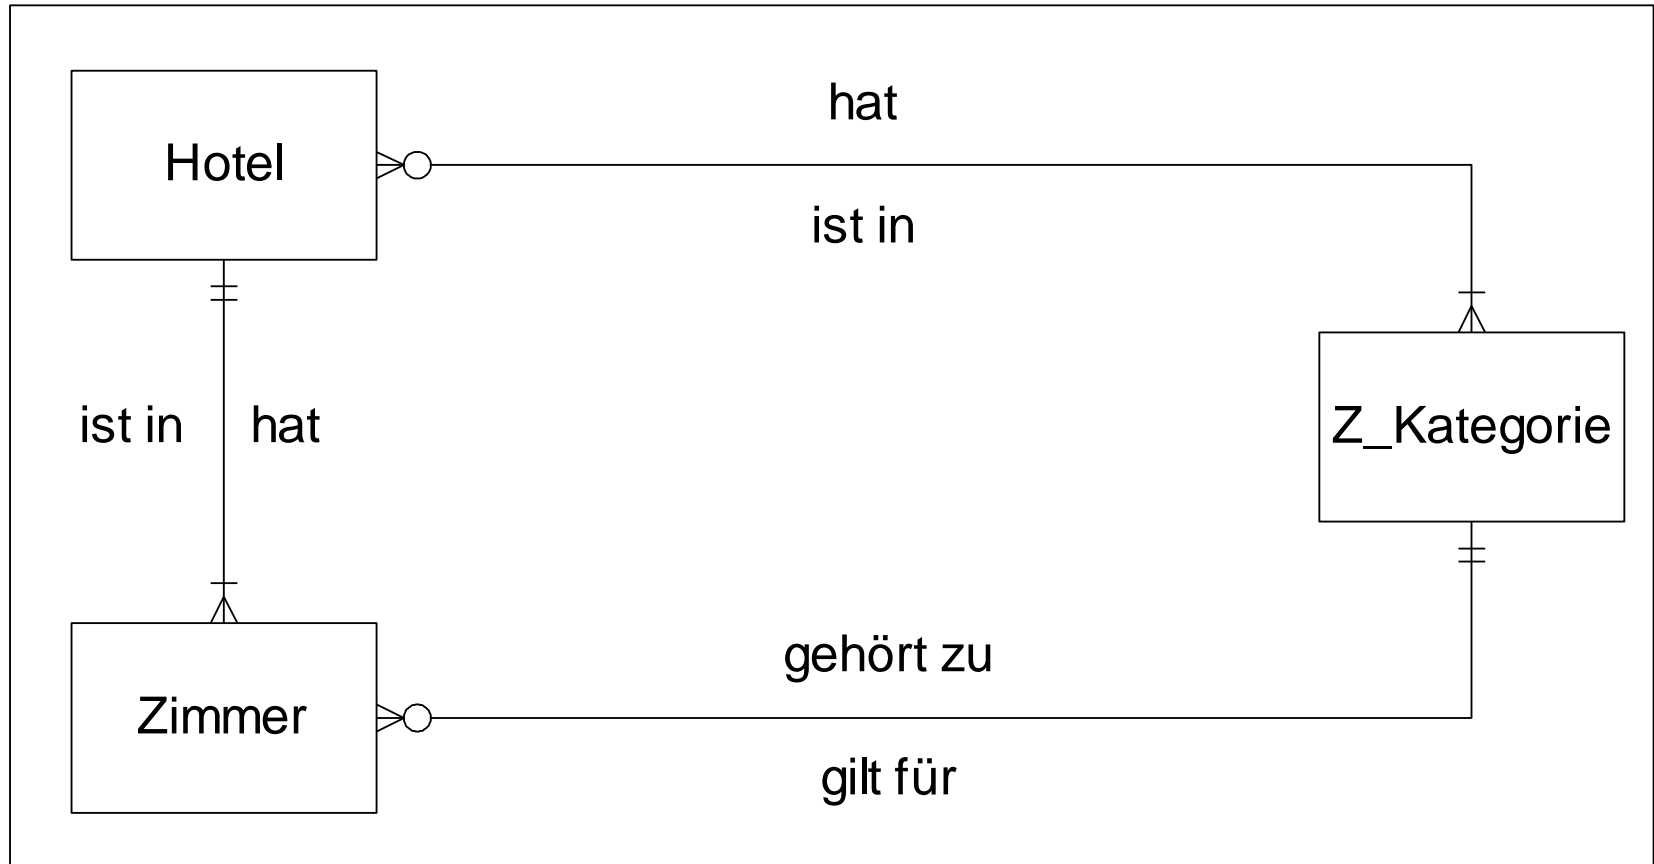 hat
Hotel
ist in
ist in
hat
Z_Kategorie
gehört zu
Zimmer
gilt für